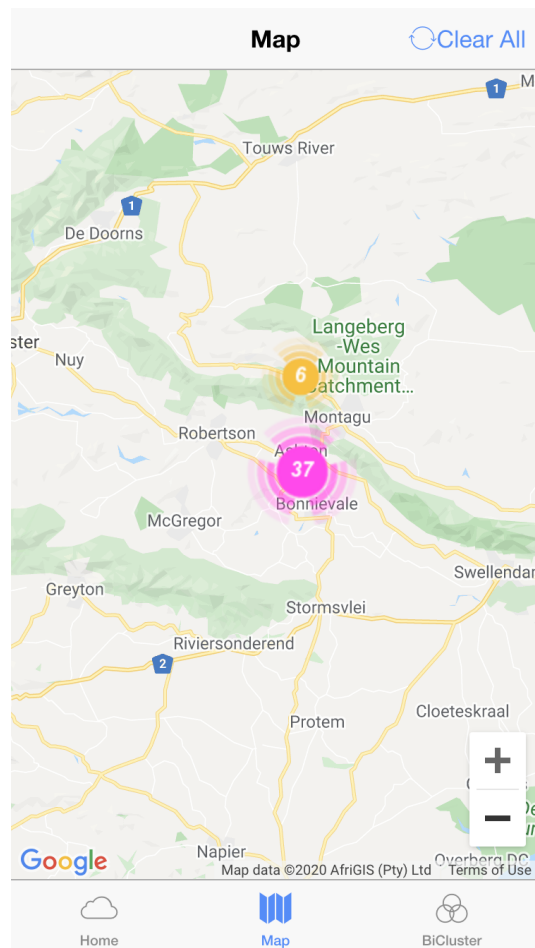 Map
Clear All
M
1
Touws River
1
De Doorns
ster
Nuy
Langeberg
-Wes
Mountain
Catchment...
6
Montagu
Robertson
Ashton
37
Bonnievale
McGregor
Swellendam
Greyton
Stormsvlei
Riviersonderend
2
Cloeteskraal
Protem
+
−
Google
Napier
Overberg DC
Map data ©2020 AfriGIS (Pty) Ltd
Terms of Use
Home
Map
BiCluster